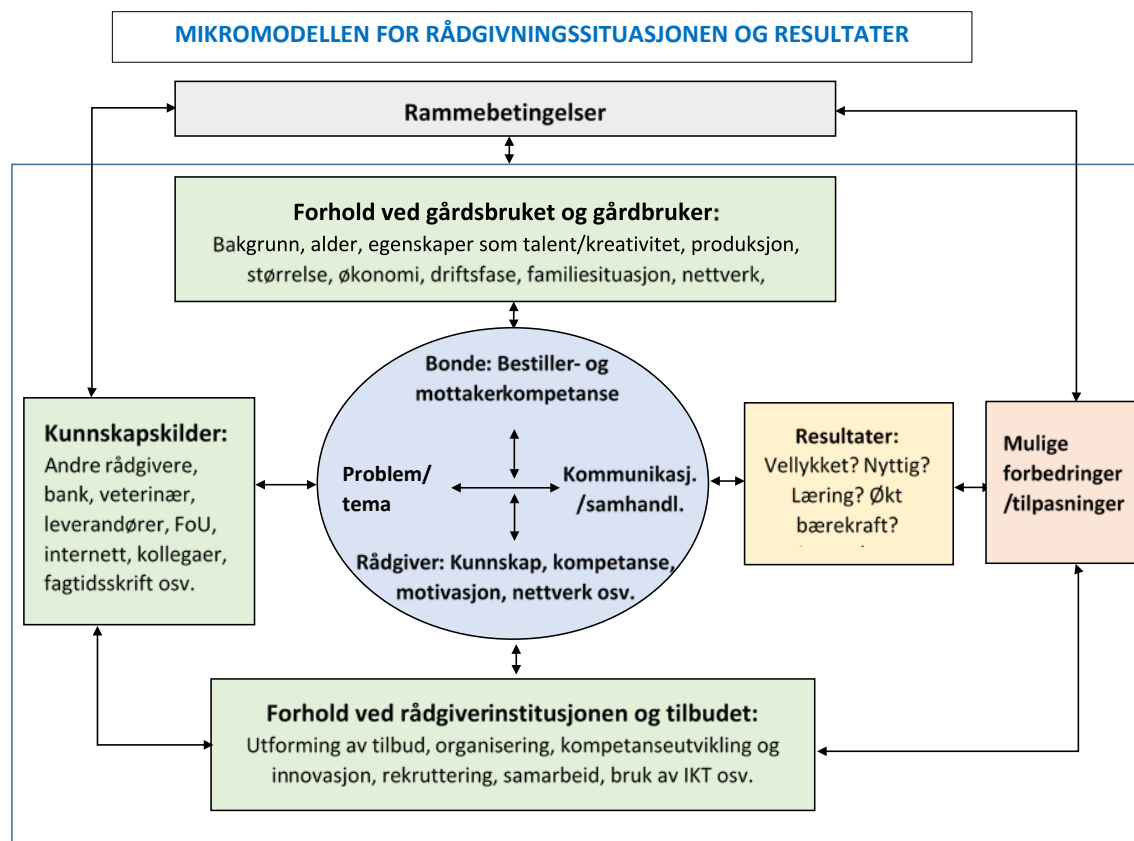 MIKROMODELLEN FOR RÅDGIVNINGSSITUASJONEN OG RESULTATER
Rammebetingelser
Forhold ved gårdsbruket og gårdbruker:
Bakgrunn, alder, egenskaper som talent/kreativitet, produksjon,
størrelse, økonomi, driftsfase, familiesituasjon, nettverk,
Bonde: Bestiller- og
mottakerkompetanse
Kunnskapskilder:
Andre rådgivere,
bank, veterinær,
leverandører, FoU,
internett, kollegaer,
fagtidsskrift osv.
Problem/
tema
Kommunikasj.
/samhandl.
Rådgiver: Kunnskap, kompetanse,
motivasjon, nettverk osv.
Resultater:
Vellykket? Nyttig?
Læring? Økt
bærekraft?
Mulige
forbedringer
/tilpasninger
Forhold ved rådgiverinstitusjonen og tilbudet:
Utforming av tilbud, organisering, kompetanseutvikling og
innovasjon, rekruttering, samarbeid, bruk av IKT osv.